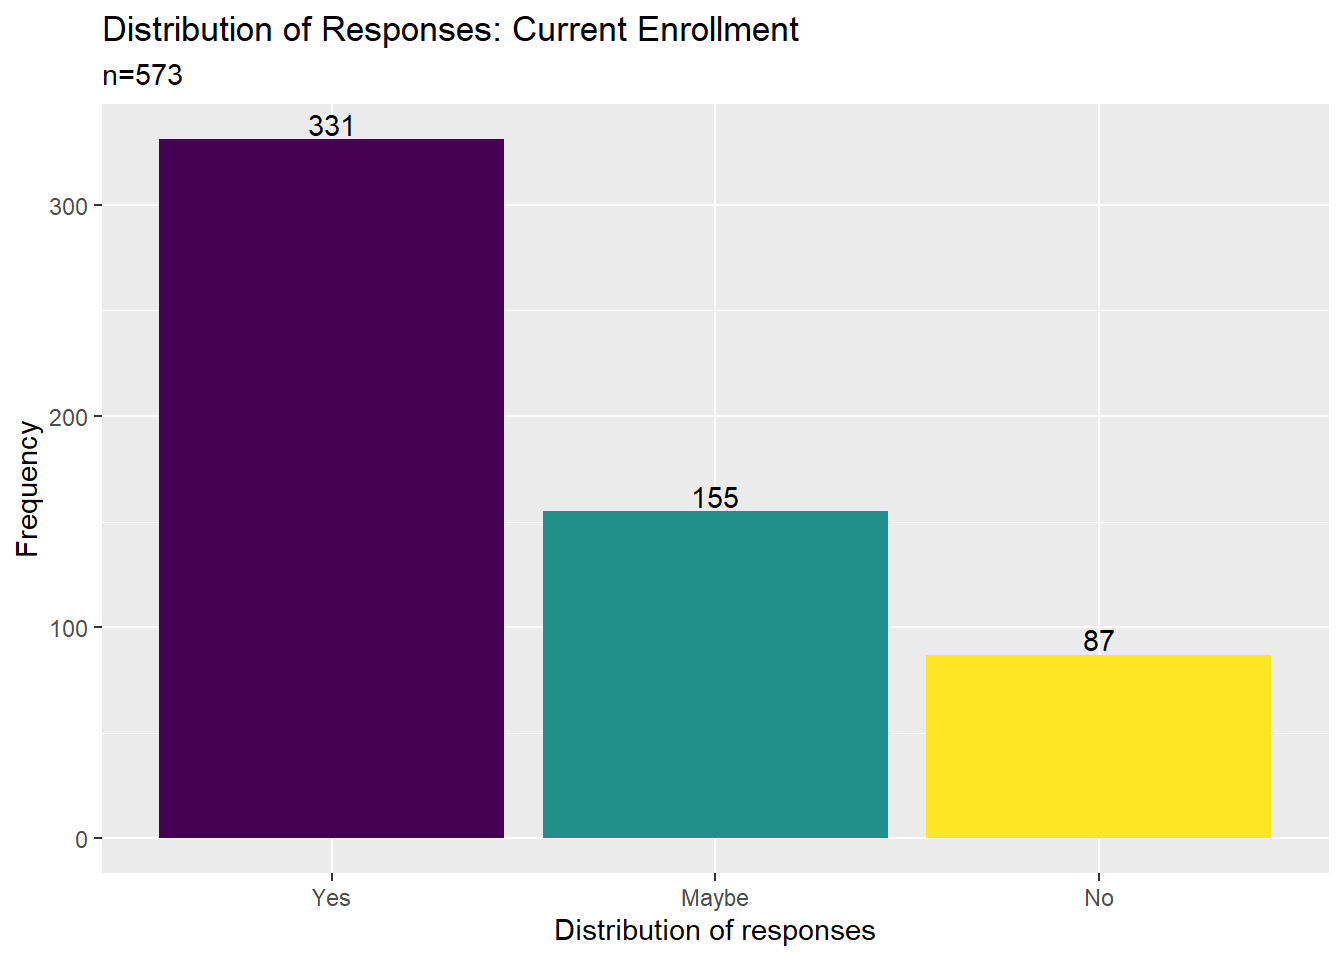 Distribution of Responses: Current Enrollment
n=573
331
155
87
300
200
100
0
Frequency
Yes
Maybe
No
Distribution of responses